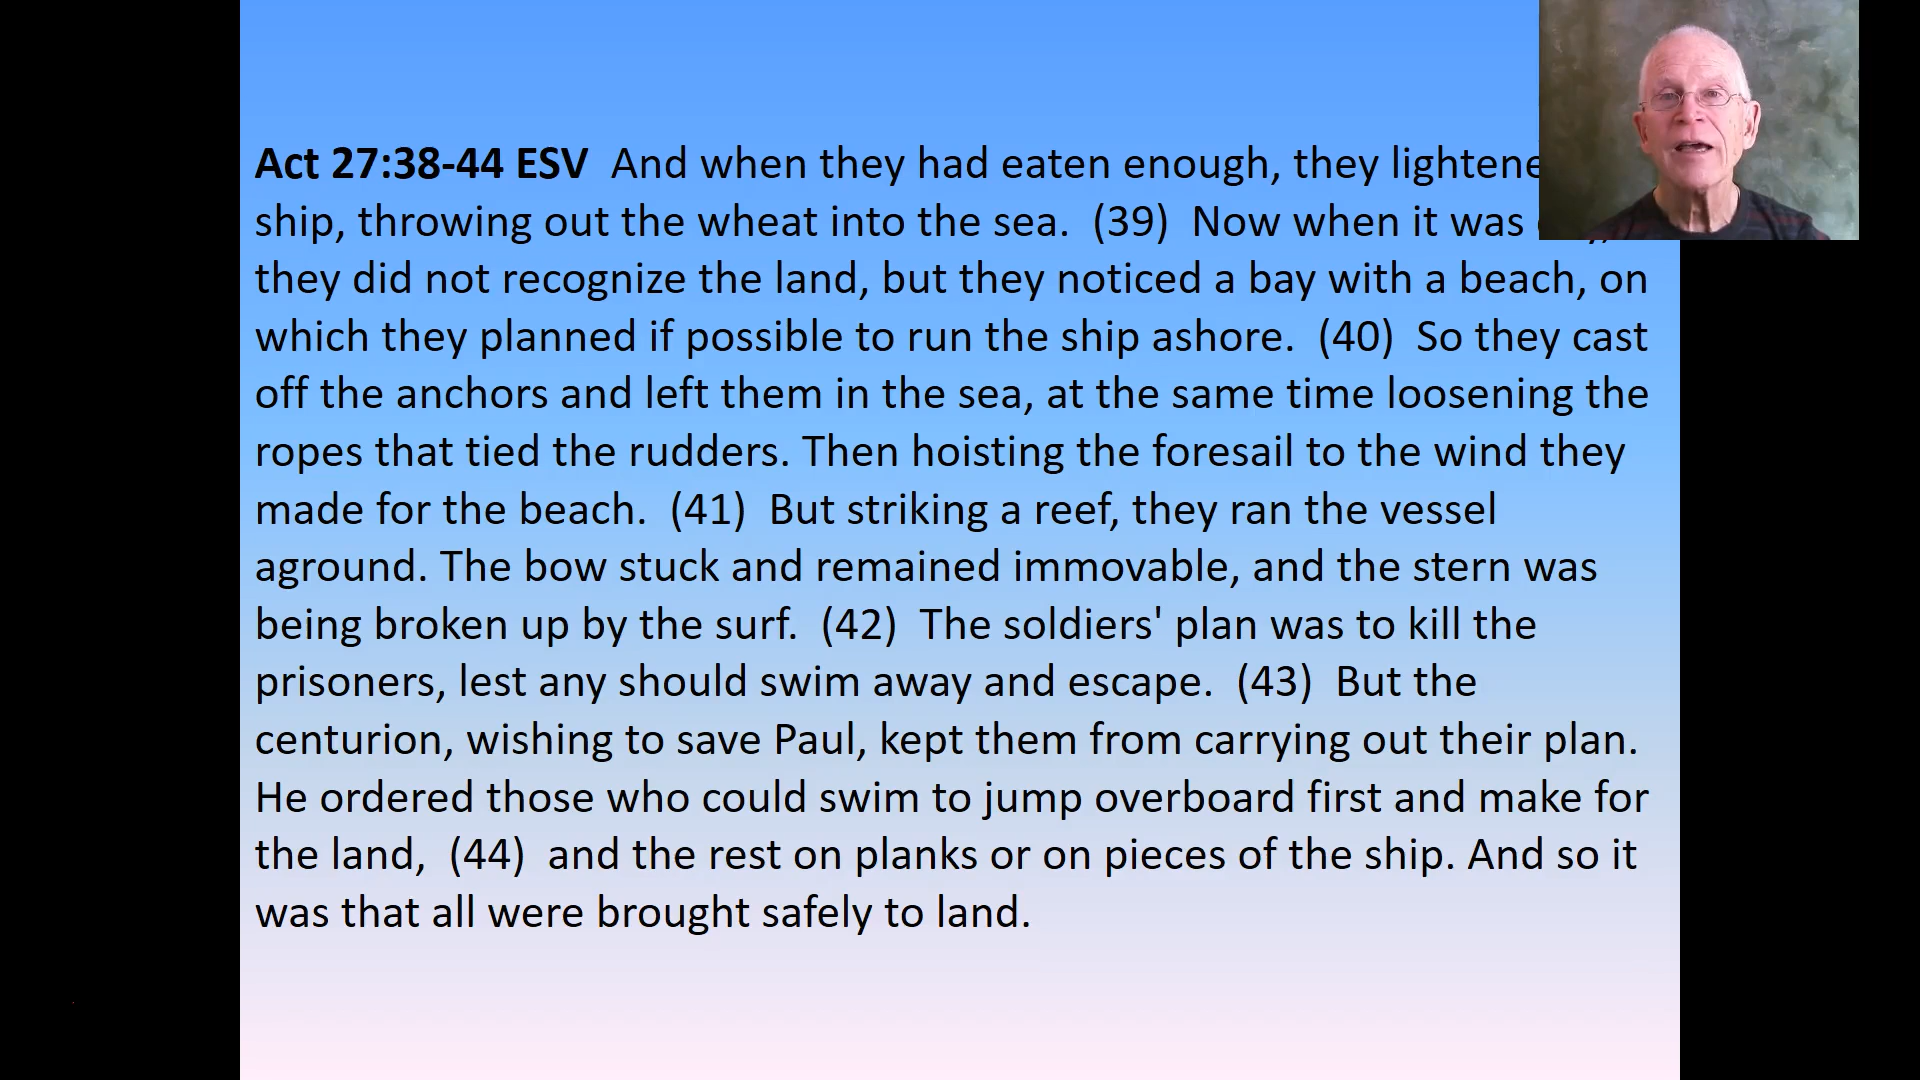 Act 27:38-44 ESV And when they had eaten enough, they lightene
ship, throwing out the wheat into the sea. (39) Now when it was
they did not recognize the land, but they noticed a bay with a beach, on
which they planned if possible to run the ship ashore. (40) So they cast
off the anchors and left them in the sea, at the same time loosening the
ropes that tied the rudders. Then hoisting the foresail to the wind they
made for the beach. (41) But striking a reef, they ran the vessel
aground. The bow stuck and remained immovable, and the stern was
being broken up by the surf. (42) The soldiers' plan was to kill the
prisoners, lest any should swim away and escape. (43) But the
centurion, wishing to save Paul, kept them from carrying out their plan.
He ordered those who could swim to jump overboard first and make for
the land, (44) and the rest on planks or on pieces of the ship. And so it
was that all were brought safely to land.